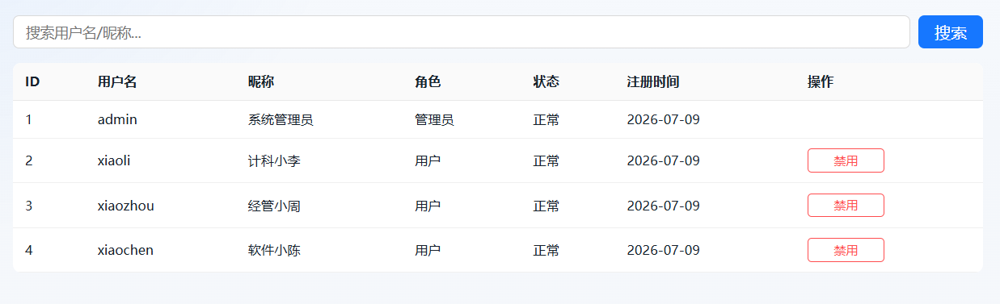 搜索用户名/昵称... 搜索
ID 用户名 昵称 角色 状态 注册时间 操作
1 admin 系统管理员 管理员 正常 2026-07-09
2 xiaoli 计科小李 用户 正常 2026-07-09 禁用
3 xiaozhou 经管小周 用户 正常 2026-07-09 禁用
4 xiaochen 软件小陈 用户 正常 2026-07-09 禁用